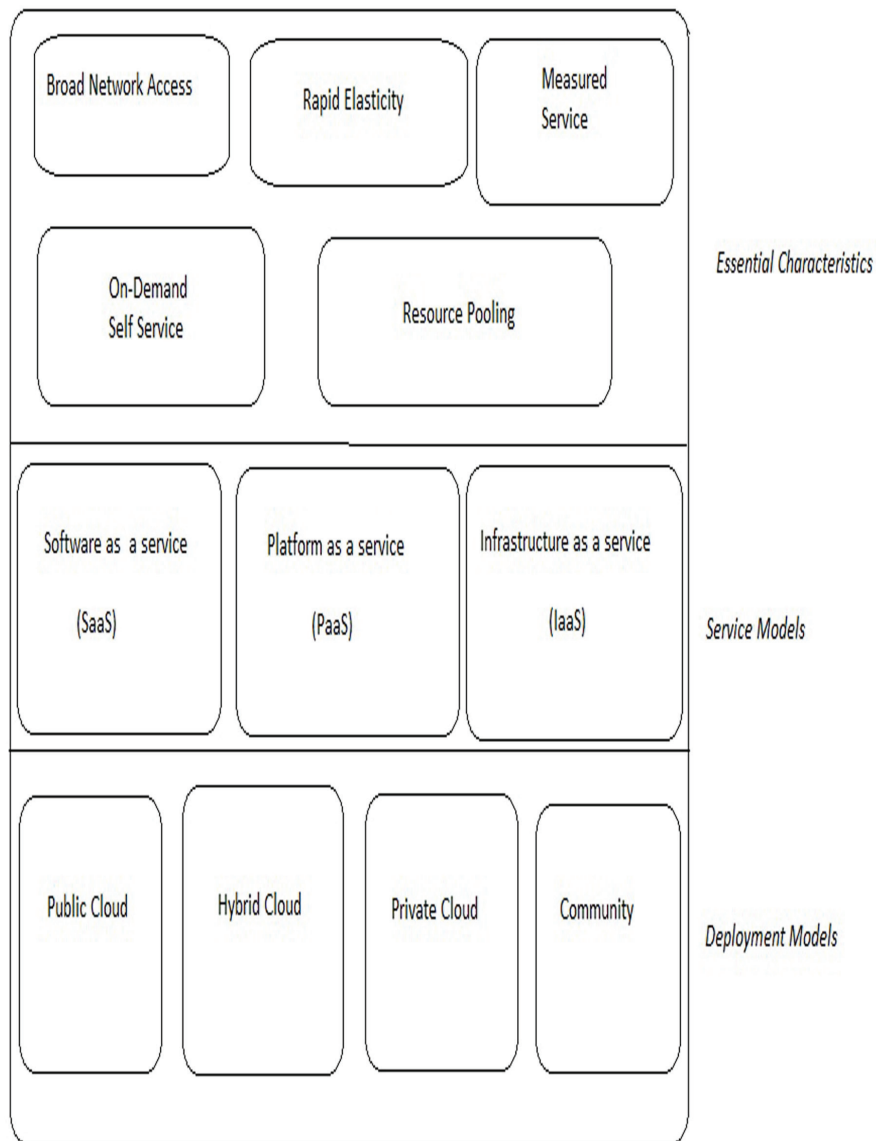 Broad Network Access
Rapid Elasticity
Measured
Service
On-Demand
Self Service
Resource Pooling
Essential Characteristics
Software as a service
(SaaS)
Platform as a service
(PaaS)
Infrastructure as a service
(IaaS)
Service Models
Public Cloud
Hybrid Cloud
Private Cloud
Community
Deployment Models